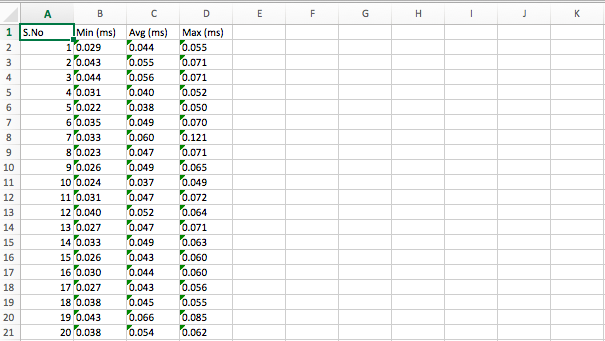 A B C D E F G H I J K
1 S.No Min (ms) Avg (ms) Max (ms)
2 1 0.029 0.044 0.055
3 2 0.043 0.055 0.071
4 3 0.044 0.056 0.071
5 4 0.031 0.040 0.052
6 5 0.022 0.038 0.050
7 6 0.035 0.049 0.070
8 7 0.033 0.060 0.121
9 8 0.023 0.047 0.071
10 9 0.026 0.049 0.065
11 10 0.024 0.037 0.049
12 11 0.031 0.047 0.072
13 12 0.040 0.052 0.064
14 13 0.027 0.047 0.071
15 14 0.033 0.049 0.063
16 15 0.026 0.043 0.060
17 16 0.030 0.044 0.060
18 17 0.027 0.043 0.056
19 18 0.038 0.045 0.055
20 19 0.043 0.066 0.085
21 20 0.038 0.054 0.062